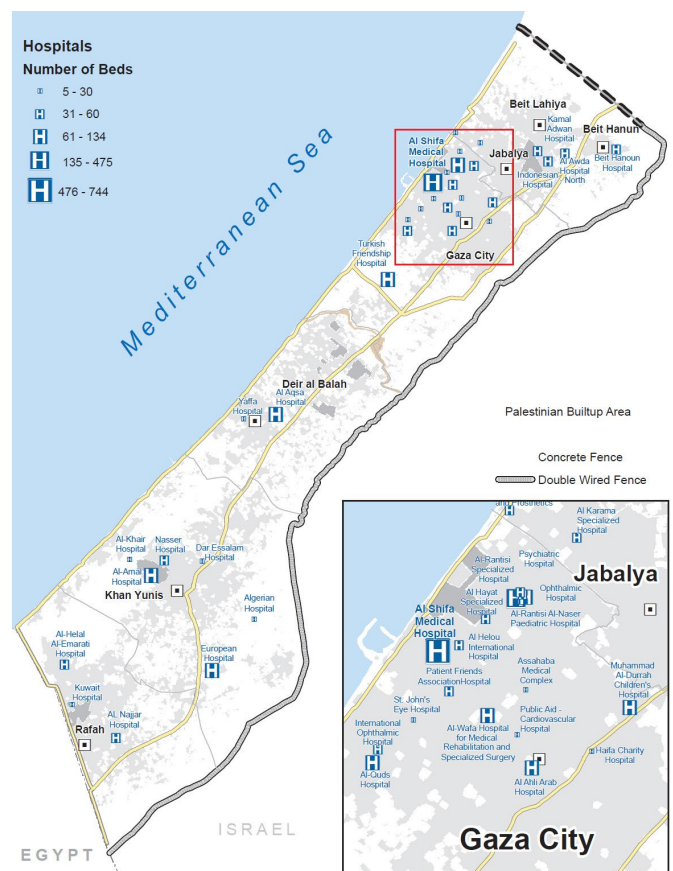 Hospitals
Number of Beds
5 - 30
31 - 60
61 - 134
135 - 475
476 - 744
Mediterranean Sea
Beit Lahiya
Kamal
Adwan
Hospital
Beit Hanun
Al Shifa
Medical
Hospital
Jabalya
Indonesian
Hospital
Al Awda
Hospital
North
Beit Hanoun
Hospital
Gaza City
Turkish
Friendship
Hospital
Deir al Balah
Yaffa
Hospital
Al Aqsa
Hospital
Palestinian Builtup Area
Concrete Fence
Double Wired Fence
Al-Khair
Hospital
Nasser
Hospital
Dar Essalam
Hospital
Al-Amal
Hospital
Khan Yunis
Algerian
Hospital
Al-Helal
Al-Emarati
Hospital
European
Hospital
Kuwait
Hospital
Rafah
AL Najjar
Hospital
ISRAEL
EGYPT
and Prosthetics
Al Karama
Specialized
Hospital
Al-Rantisi
Specialized
Hospital
Psychiatric
Hospital
Jabalya
Al Hayat
Specialized
Hospital
Ophthalmic
Hospital
Al-Rantisi Al-Naser
Paediatric Hospital
Al Shifa
Medical
Hospital
Al Helou
International
Hospital
Patient Friends
AssociationHospital
Assahaba
Medical
Complex
Muhammad
Al-Durrah
Children's
Hospital
St. John's
Eye Hospital
Public Aid -
Cardiovascular
Hospital
International
Ophthalmic
Hospital
Al-Wafa Hospital
for Medical
Rehabilitation and
Specialized Surgery
Haifa Charity
Hospital
Al-Quds
Hospital
Al Ahli Arab
Hospital
Gaza City